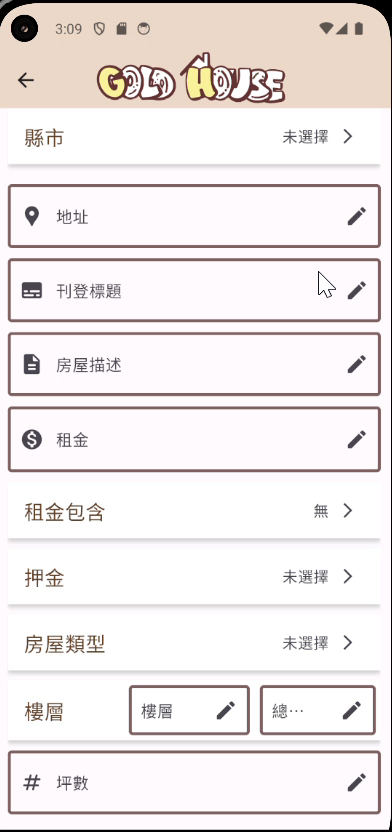 3:09
GOLD HOUSE
縣市 未選擇
地址
刊登標題
房屋描述
租金
租金包含 無
押金 未選擇
房屋類型 未選擇
樓層 樓層 總…
# 坪數